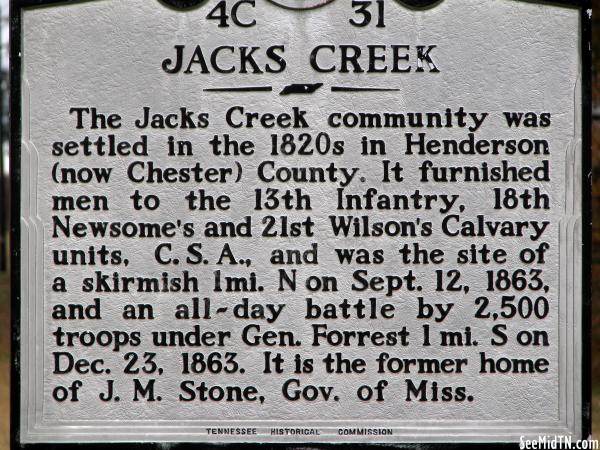 4C 31
JACKS CREEK
The Jacks Creek community was
settled in the 1820s in Henderson
(now Chester) County. It furnished
men to the 13th Infantry, 18th
Newsome's and 21st Wilson's Calvary
units, C.S.A., and was the site of
a skirmish 1mi. N on Sept. 12, 1863,
and an all-day battle by 2,500
troops under Gen. Forrest 1 mi. S on
Dec. 23, 1863. It is the former home
of J. M. Stone, Gov. of Miss.
TENNESSEE HISTORICAL COMMISSION
SeeMidTN.com